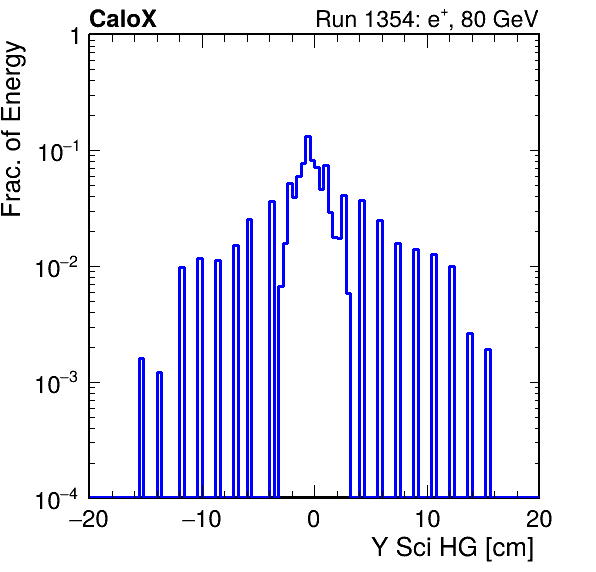 CaloX Run 1354: e⁺, 80 GeV
Frac. of Energy
1
10⁻¹
10⁻²
10⁻³
10⁻⁴
−20 −10 0 10 20
Y Sci HG [cm]